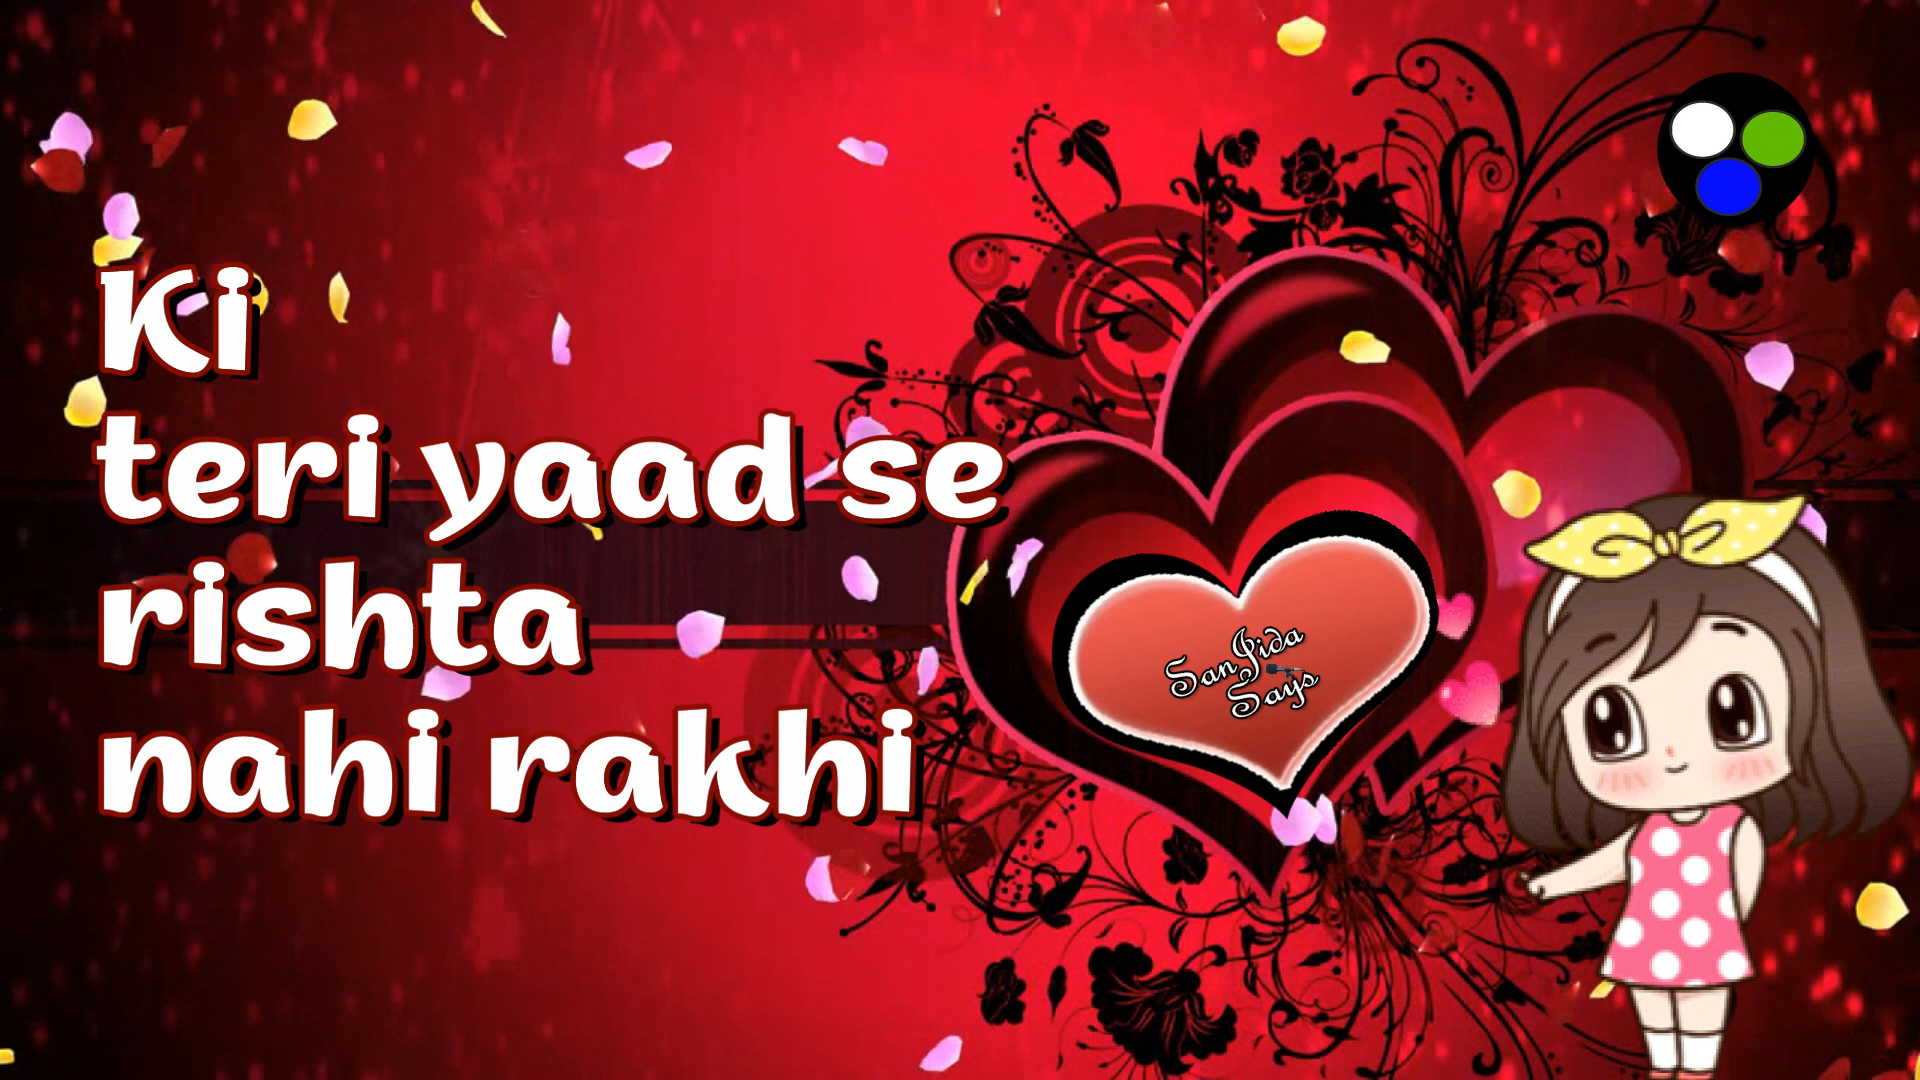 Ki
teri yaad se
rishta
nahi rakhi
SanJida
Says